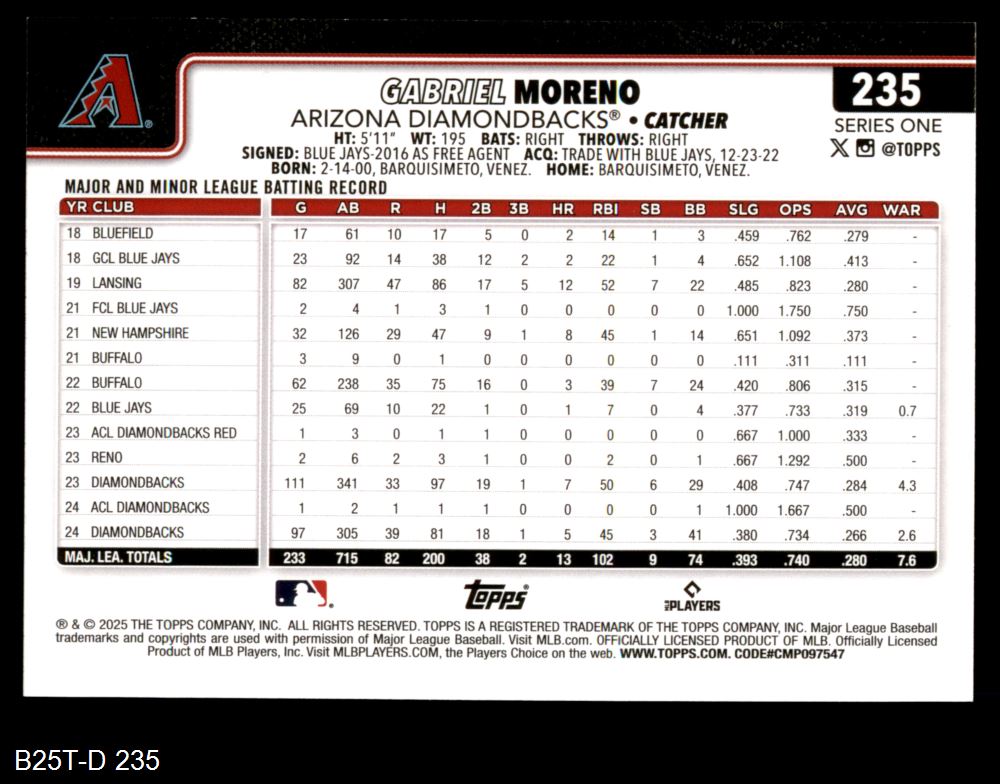 GABRIEL MORENO
235
ARIZONA DIAMONDBACKS® • CATCHER
SERIES ONE
HT: 5'11" WT: 195 BATS: RIGHT THROWS: RIGHT
@TOPPS
SIGNED: BLUE JAYS-2016 AS FREE AGENT ACQ: TRADE WITH BLUE JAYS, 12-23-22
BORN: 2-14-00, BARQUISIMETO, VENEZ. HOME: BARQUISIMETO, VENEZ.
MAJOR AND MINOR LEAGUE BATTING RECORD
YR CLUB G AB R H 2B 3B HR RBI SB BB SLG OPS AVG WAR
18 BLUEFIELD 17 61 10 17 5 0 2 14 1 3 .459 .762 .279 -
18 GCL BLUE JAYS 23 92 14 38 12 2 2 22 1 4 .652 1.108 .413 -
19 LANSING 82 307 47 86 17 5 12 52 7 22 .485 .823 .280 -
21 FCL BLUE JAYS 2 4 1 3 1 0 0 0 0 0 1.000 1.750 .750 -
21 NEW HAMPSHIRE 32 126 29 47 9 1 8 45 1 14 .651 1.092 .373 -
21 BUFFALO 3 9 0 1 0 0 0 0 0 0 .111 .311 .111 -
22 BUFFALO 62 238 35 75 16 0 3 39 7 24 .420 .806 .315 -
22 BLUE JAYS 25 69 10 22 1 0 1 7 0 4 .377 .733 .319 0.7
23 ACL DIAMONDBACKS RED 1 3 0 1 1 0 0 0 0 0 .667 1.000 .333 -
23 RENO 2 6 2 3 1 0 0 2 0 1 .667 1.292 .500 -
23 DIAMONDBACKS 111 341 33 97 19 1 7 50 6 29 .408 .747 .284 4.3
24 ACL DIAMONDBACKS 1 2 1 1 1 0 0 0 0 1 1.000 1.667 .500 -
24 DIAMONDBACKS 97 305 39 81 18 1 5 45 3 41 .380 .734 .266 2.6
MAJ. LEA. TOTALS 233 715 82 200 38 2 13 102 9 74 .393 .740 .280 7.6
Topps PLAYERS
® & © 2025 THE TOPPS COMPANY, INC. ALL RIGHTS RESERVED. TOPPS IS A REGISTERED TRADEMARK OF THE TOPPS COMPANY, INC. Major League Baseball
trademarks and copyrights are used with permission of Major League Baseball. Visit MLB.com. OFFICIALLY LICENSED PRODUCT OF MLB. Officially Licensed
Product of MLB Players, Inc. Visit MLBPLAYERS.COM, the Players Choice on the web. WWW.TOPPS.COM. CODE#CMP097547
B25T-D 235